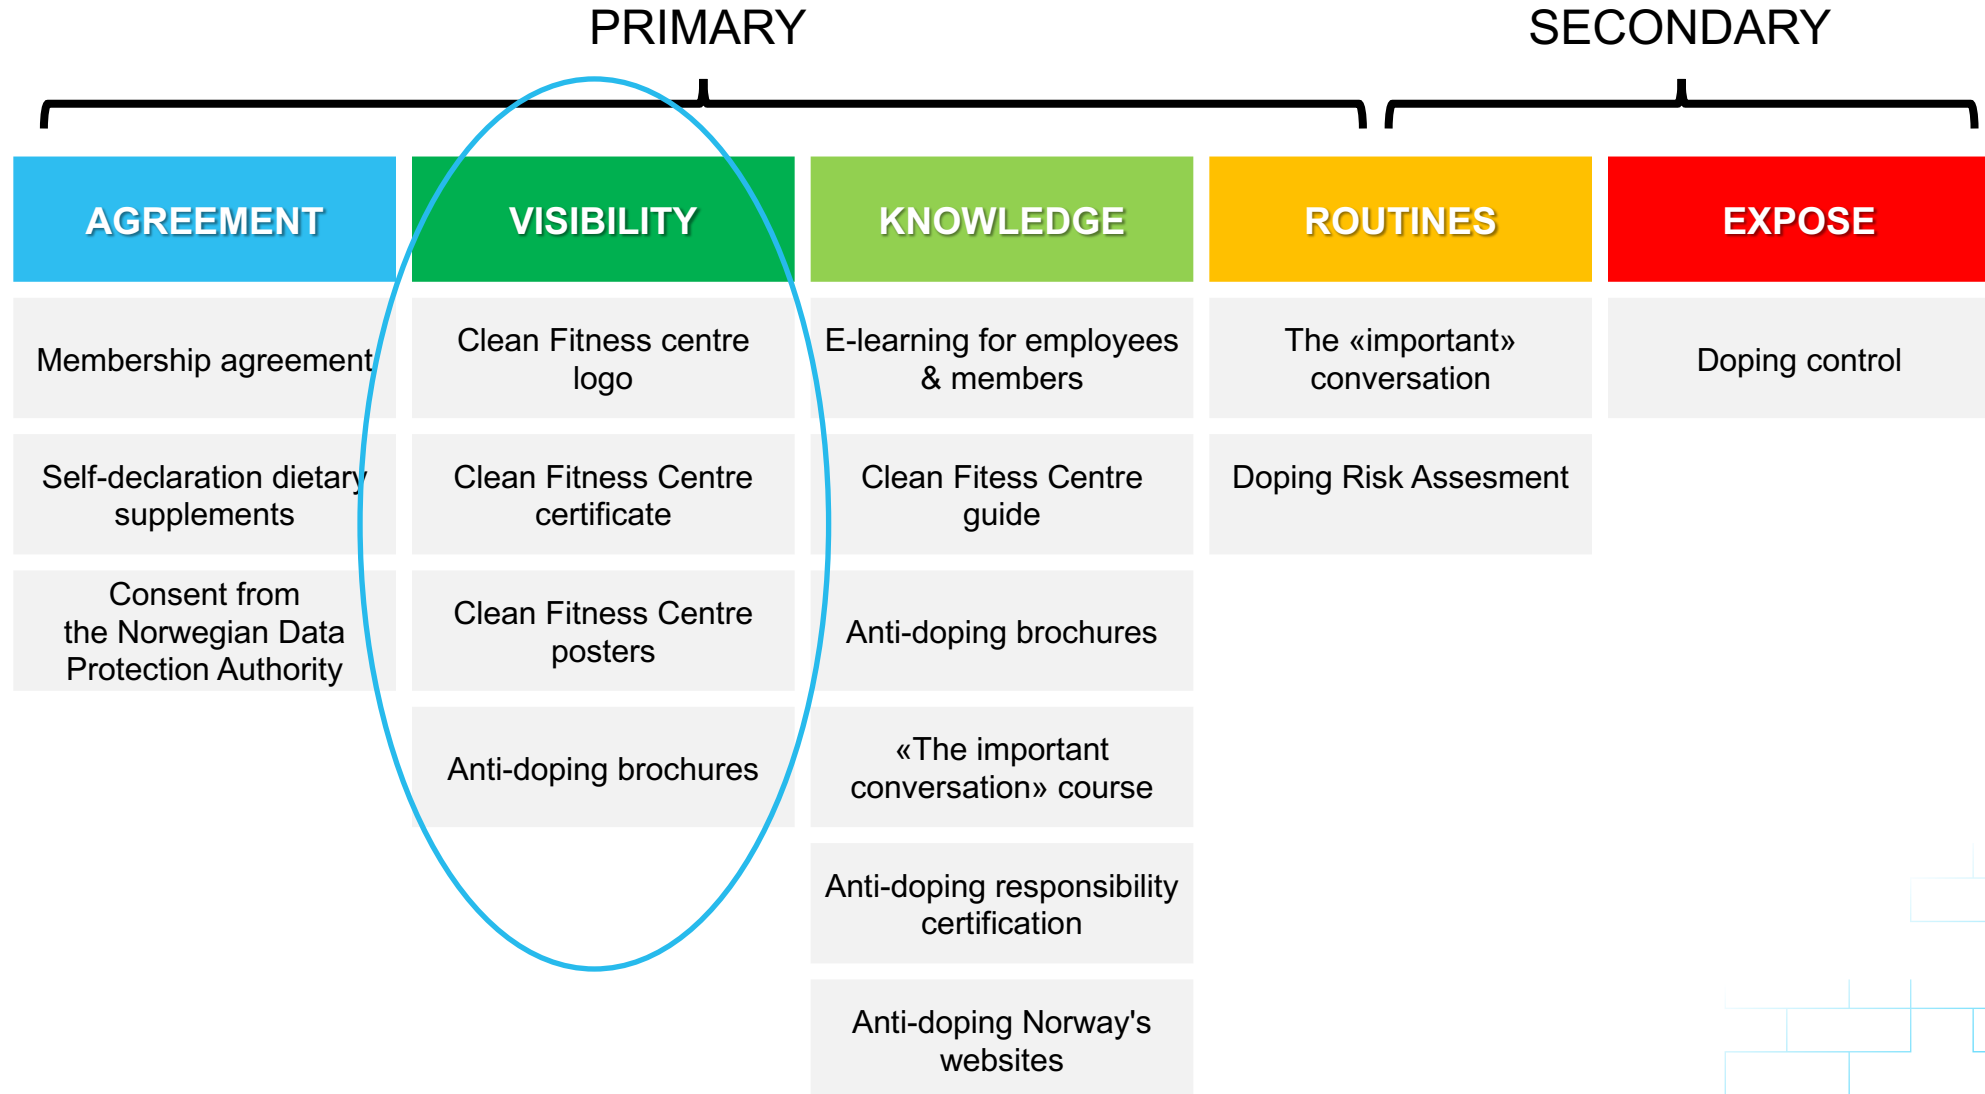 PRIMARY
SECONDARY
AGREEMENT
VISIBILITY
KNOWLEDGE
ROUTINES
EXPOSE
Membership agreement
Clean Fitness centre
logo
E-learning for employees
& members
The «important»
conversation
Doping control
Self-declaration dietary
supplements
Clean Fitness Centre
certificate
Clean Fitess Centre
guide
Doping Risk Assesment
Consent from
the Norwegian Data
Protection Authority
Clean Fitness Centre
posters
Anti-doping brochures
Anti-doping brochures
«The important
conversation» course
Anti-doping responsibility
certification
Anti-doping Norway's
websites